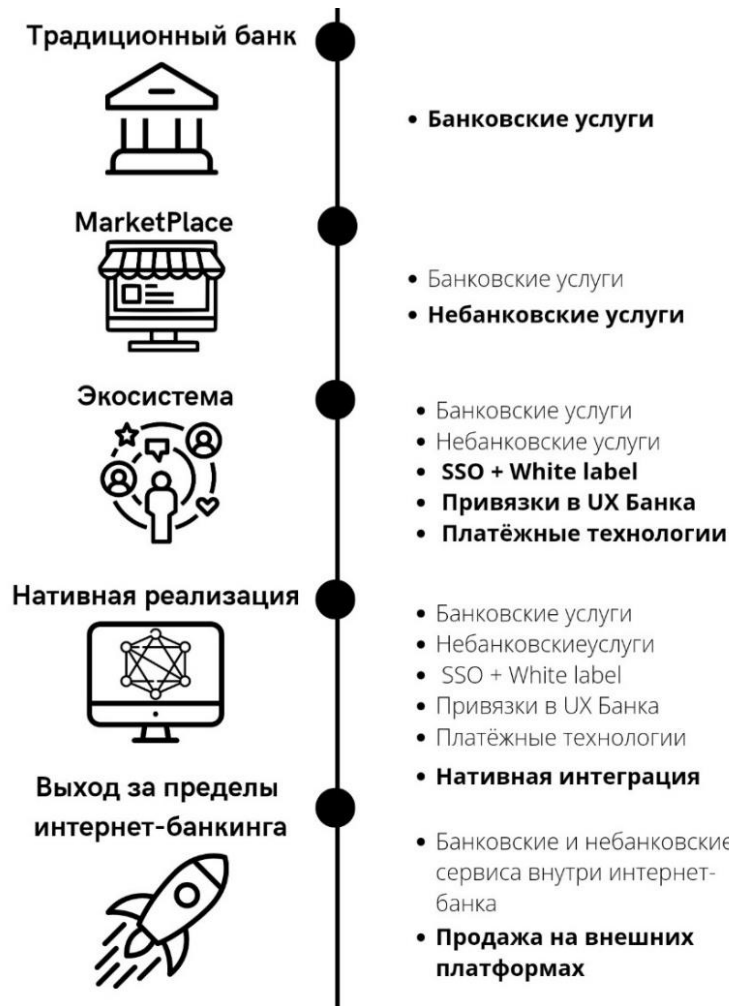 Традиционный банк
• Банковские услуги
MarketPlace
• Банковские услуги
• Небанковские услуги
Экосистема
• Банковские услуги
• Небанковские услуги
• SSO + White label
• Привязки в UX Банка
• Платёжные технологии
Нативная реализация
• Банковские услуги
• Небанковскиеуслуги
• SSO + White label
• Привязки в UX Банка
• Платёжные технологии
• Нативная интеграция
Выход за пределы
интернет-банкинга
• Банковские и небанковские
сервиса внутри интернет-
банка
• Продажа на внешних
платформах